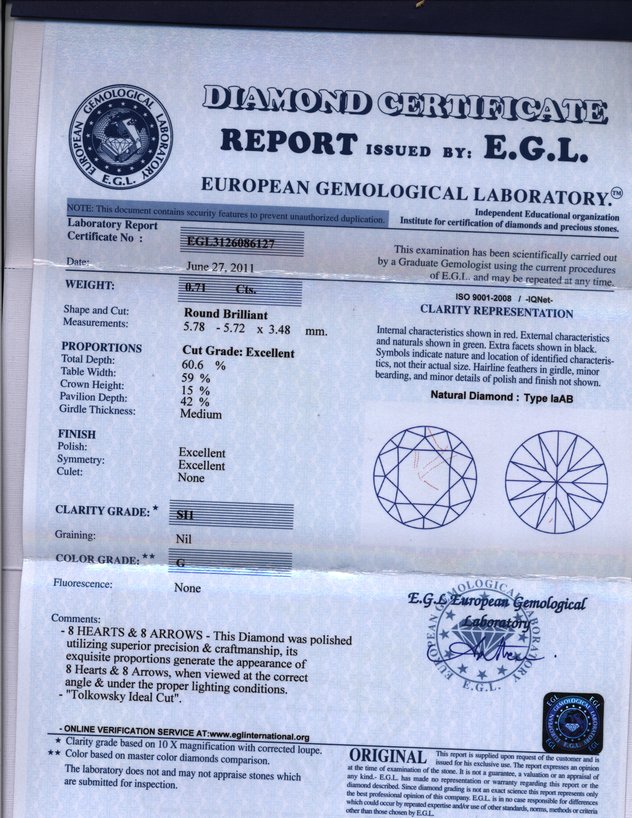 EUROPEAN GEMOLOGICAL LABORATORY
E.G.L.
DIAMOND CERTIFICATE
REPORT ISSUED BY: E.G.L.
EUROPEAN GEMOLOGICAL LABORATORY.™
NOTE: This document contains security features to prevent unauthorized duplication.
Independent Educational organization
Institute for certification of diamonds and precious stones.
Laboratory Report
Certificate No : EGL3126086127
Date: June 27, 2011
WEIGHT: 0.71 Cts.
Shape and Cut: Round Brilliant
Measurements: 5.78 - 5.72 x 3.48 mm.
PROPORTIONS Cut Grade: Excellent
Total Depth: 60.6 %
Table Width: 59 %
Crown Height: 15 %
Pavilion Depth: 42 %
Girdle Thickness: Medium
FINISH
Polish: Excellent
Symmetry: Excellent
Culet: None
CLARITY GRADE: * SI1
Graining: Nil
COLOR GRADE: ** G
Fluorescence: None
Comments:
- 8 HEARTS & 8 ARROWS - This Diamond was polished
utilizing superior precision & craftmanship, its
exquisite proportions generate the appearance of
8 Hearts & 8 Arrows, when viewed at the correct
angle & under the proper lighting conditions.
- "Tolkowsky Ideal Cut".
- ONLINE VERIFICATION SERVICE AT:www.eglinternational.org
* Clarity grade based on 10 X magnification with corrected loupe.
** Color based on master color diamonds comparison.
The laboratory does not and may not appraise stones which
are submitted for inspection.
This examination has been scientifically carried out
by a Graduate Gemologist using the current procedures
of E.G.L. and may be repeated at any time.
ISO 9001-2008 / -IQNet-
CLARITY REPRESENTATION
Internal characteristics shown in red. External characteristics
and naturals shown in green. Extra facets shown in black.
Symbols indicate nature and location of identified characteris-
tics, not their actual size. Hairline feathers in girdle, minor
bearding, and minor details of polish and finish not shown.
Natural Diamond : Type IaAB
E.G.L European Gemological
Laboratory
EUROPEAN GEMOLOGICAL LABORATORY
E.G.L.
EGL EGL
E.G.L.
EGL EGL
ORIGINAL This report is supplied upon request of the customer and is
issued for his exclusive use. The report expresses an opinion
at the time of examination of the stone. It is not a guarantee, a valuation or an appraisal of
any kind.- E.G.L. has made no representation or warranty regarding this report or the
diamond described. Since diamond grading is not an exact science this report represents only
the best professional opinion of this company. E.G.L. is in no case responsible for differences
which could occur by repeated expertise and/or use of other standards, norms, methods or criteria
other than those chosen by E.G.L.